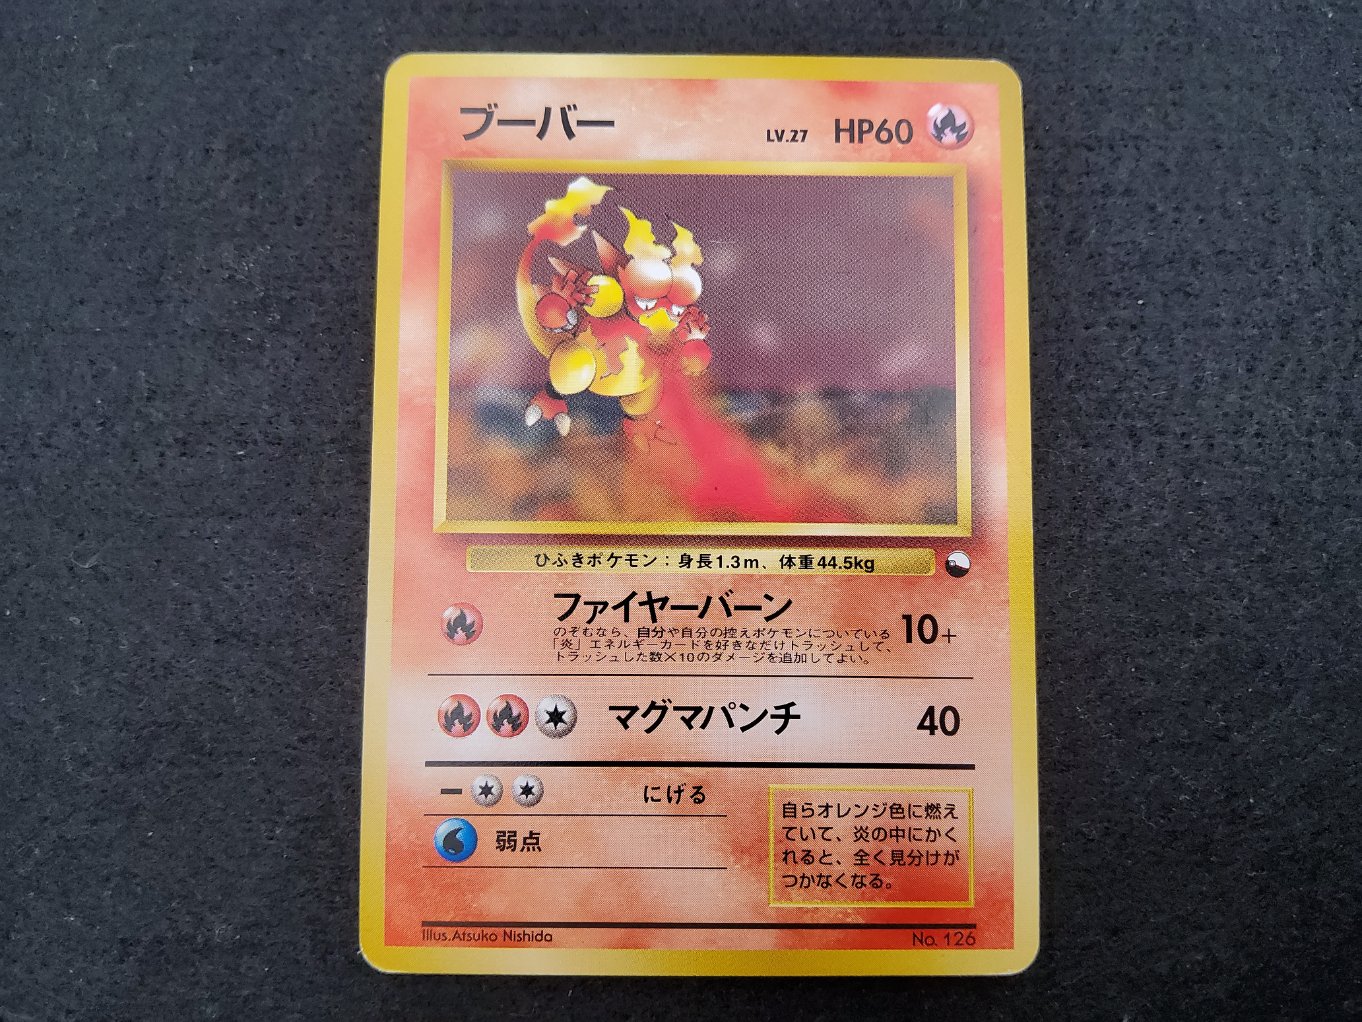 ブーバー LV.27 HP60
ひふきポケモン：身長1.3m、体重44.5kg
ファイヤーバーン 10+
のぞむなら、自分や自分の控えポケモンについている
「炎」エネルギーカードを好きなだけトラッシュして、
トラッシュした数×10のダメージを追加してよい。
マグマパンチ 40
にげる
弱点
自らオレンジ色に燃え
ていて、炎の中にかく
れると、全く見分けが
つかなくなる。
Illus.Atsuko Nishida No. 126